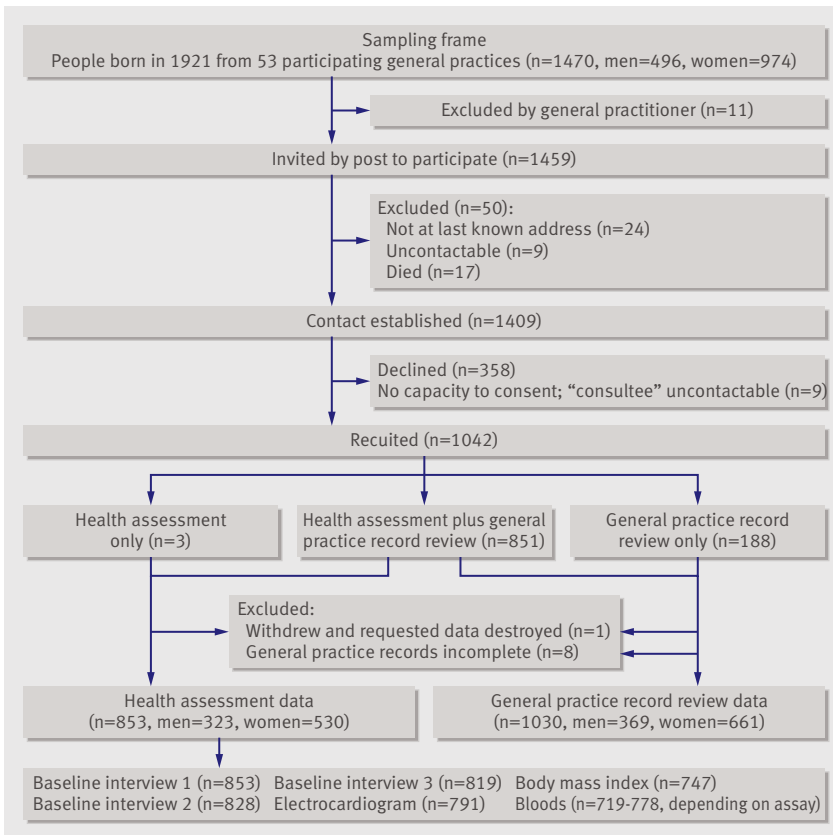 Sampling frame
People born in 1921 from 53 participating general practices (n=1470, men=496, women=974)
Excluded by general practitioner (n=11)
Invited by post to participate (n=1459)
Excluded (n=50):
Not at last known address (n=24)
Uncontactable (n=9)
Died (n=17)
Contact established (n=1409)
Declined (n=358)
No capacity to consent; “consultee” uncontactable (n=9)
Recuited (n=1042)
Health assessment
only (n=3)
Health assessment plus general
practice record review (n=851)
General practice record
review only (n=188)
Excluded:
Withdrew and requested data destroyed (n=1)
General practice records incomplete (n=8)
Health assessment data
(n=853, men=323, women=530)
General practice record review data
(n=1030, men=369, women=661)
Baseline interview 1 (n=853) Baseline interview 3 (n=819) Body mass index (n=747)
Baseline interview 2 (n=828) Electrocardiogram (n=791) Bloods (n=719-778, depending on assay)